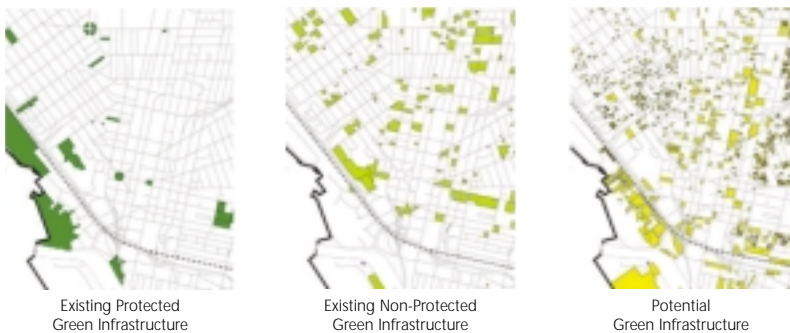 Existing Protected
Green Infrastructure
Existing Non-Protected
Green Infrastructure
Potential
Green Infrastructure